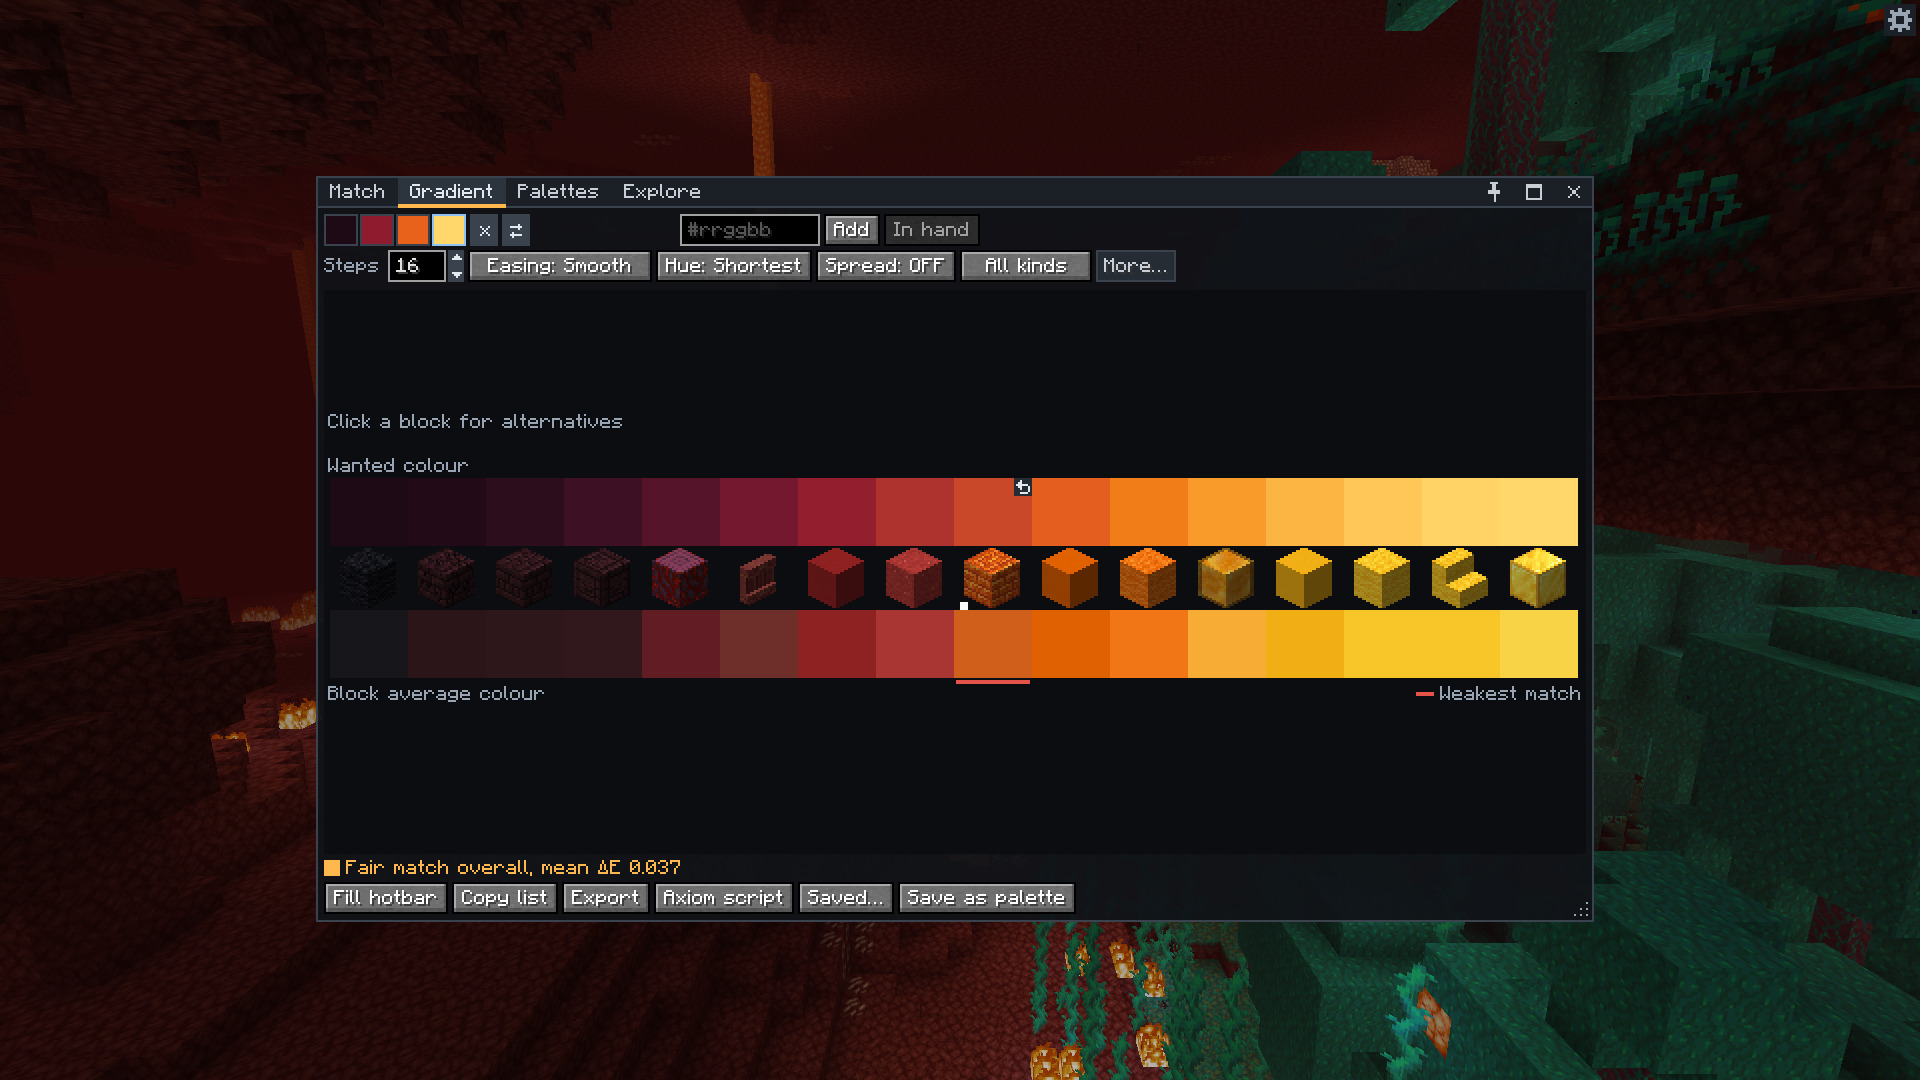 Match Gradient Palettes Explore
#rrggbb Add In hand
Steps 16 Easing: Smooth Hue: Shortest Spread: OFF All kinds More...
Click a block for alternatives
Wanted colour
Block average colour Weakest match
Fair match overall, mean ΔE 0.037
Fill hotbar Copy list Export Axiom script Saved... Save as palette